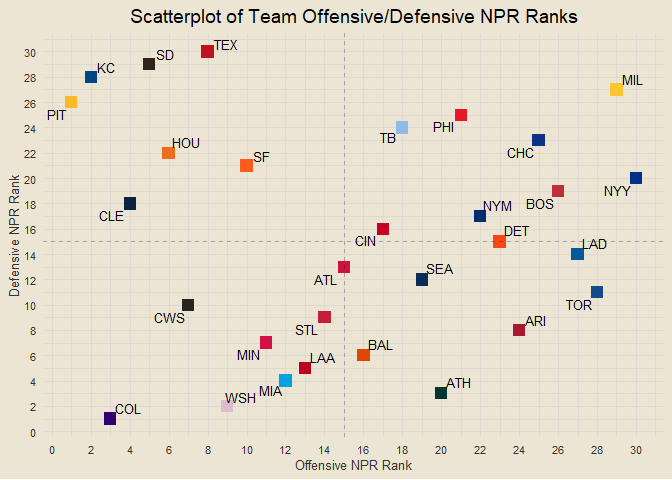 Scatterplot of Team Offensive/Defensive NPR Ranks
Defensive NPR Rank
30
28
26
24
22
20
18
16
14
12
10
8
6
4
2
0
TEX
SD
KC
MIL
PIT
PHI
TB
CHC
HOU
SF
NYY
BOS
CLE
NYM
CIN
DET
LAD
ATL
SEA
TOR
CWS
STL
ARI
MIN
BAL
LAA
MIA
ATH
WSH
COL
0 2 4 6 8 10 12 14 16 18 20 22 24 26 28 30
Offensive NPR Rank